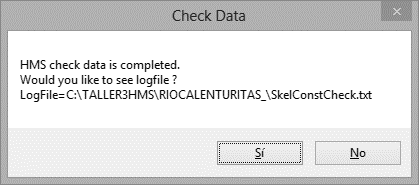 Check Data
HMS check data is completed.
Would you like to see logfile ?
LogFile=C:\TALLER3HMS\RIOCALENTURITAS_\SkelConstCheck.txt
Sí
No